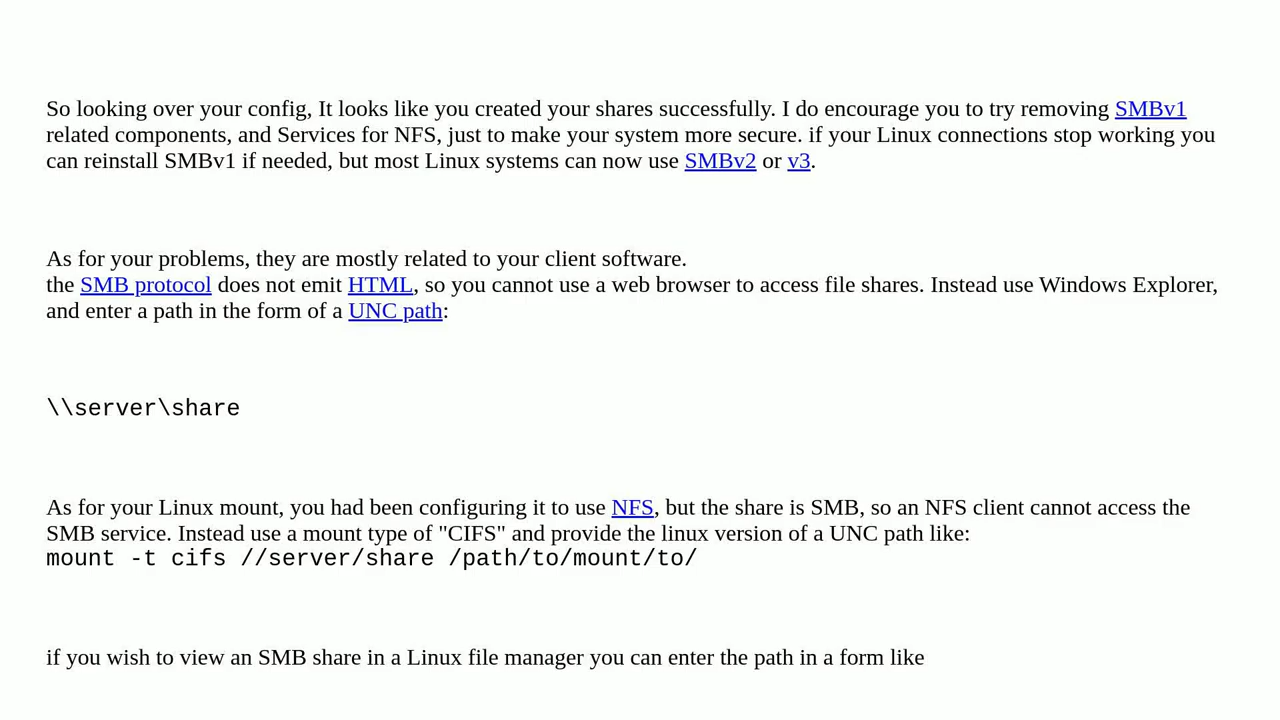 So looking over your config, It looks like you created your shares successfully. I do encourage you to try removing SMBv1
related components, and Services for NFS, just to make your system more secure. if your Linux connections stop working you
can reinstall SMBv1 if needed, but most Linux systems can now use SMBv2 or v3.
As for your problems, they are mostly related to your client software.
the SMB protocol does not emit HTML, so you cannot use a web browser to access file shares. Instead use Windows Explorer,
and enter a path in the form of a UNC path:
\\server\share
As for your Linux mount, you had been configuring it to use NFS, but the share is SMB, so an NFS client cannot access the
SMB service. Instead use a mount type of "CIFS" and provide the linux version of a UNC path like:
mount -t cifs //server/share /path/to/mount/to/
if you wish to view an SMB share in a Linux file manager you can enter the path in a form like